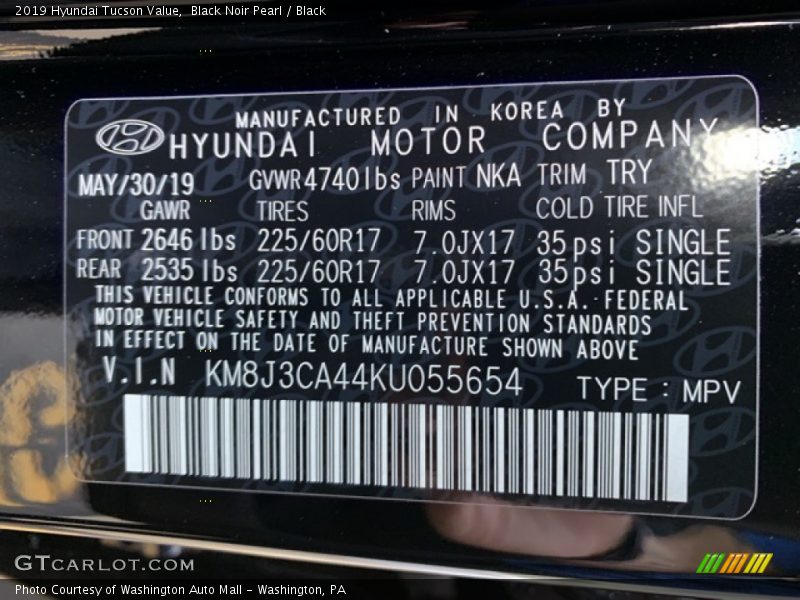 2019 Hyundai Tucson Value, Black Noir Pearl / Black
MANUFACTURED IN KOREA BY
HYUNDAI MOTOR COMPANY
MAY/30/19 GVWR4740lbs PAINT NKA TRIM TRY
GAWR TIRES RIMS COLD TIRE INFL
FRONT 2646 lbs 225/60R17 7.0JX17 35psi SINGLE
REAR 2535 lbs 225/60R17 7.0JX17 35psi SINGLE
THIS VEHICLE CONFORMS TO ALL APPLICABLE U.S.A. FEDERAL
MOTOR VEHICLE SAFETY AND THEFT PREVENTION STANDARDS
IN EFFECT ON THE DATE OF MANUFACTURE SHOWN ABOVE
V.I.N KM8J3CA44KU055654 TYPE : MPV
GTCARLOT.COM
Photo Courtesy of Washington Auto Mall - Washington, PA